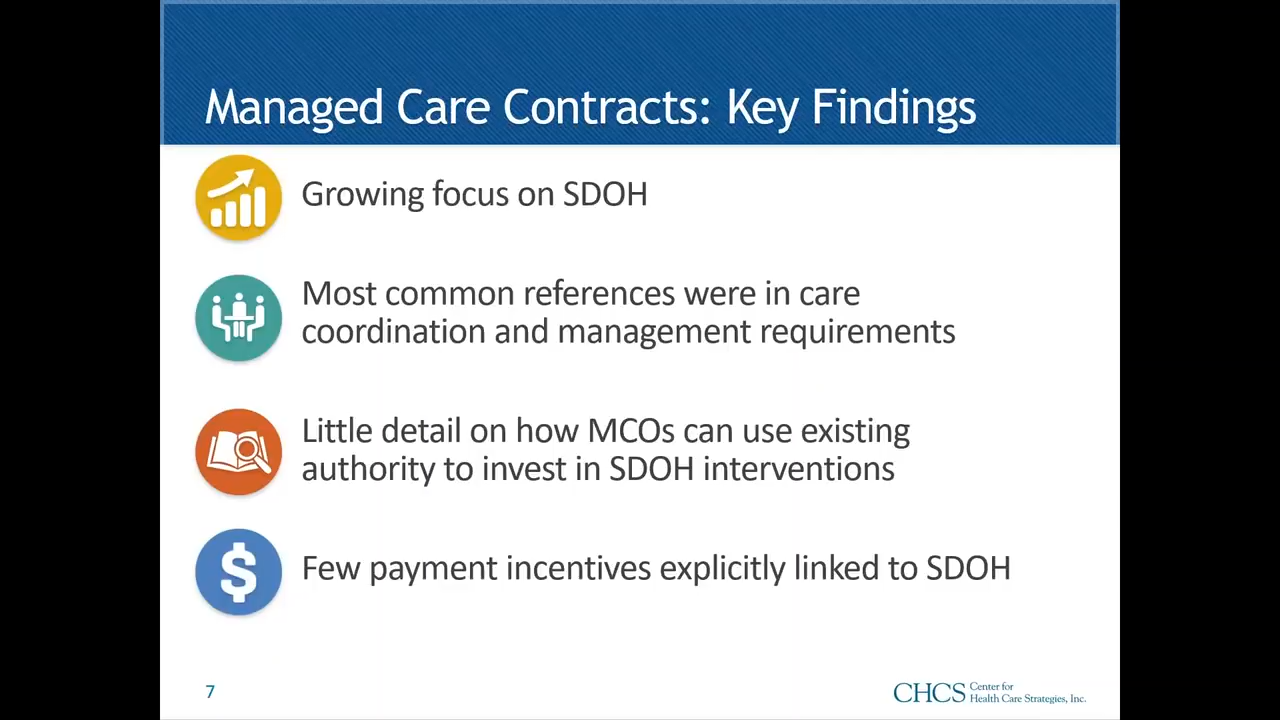 Managed Care Contracts: Key Findings
Growing focus on SDOH
Most common references were in care
coordination and management requirements
Little detail on how MCOs can use existing
authority to invest in SDOH interventions
$
Few payment incentives explicitly linked to SDOH
7
CHCS Center for
Health Care Strategies, Inc.